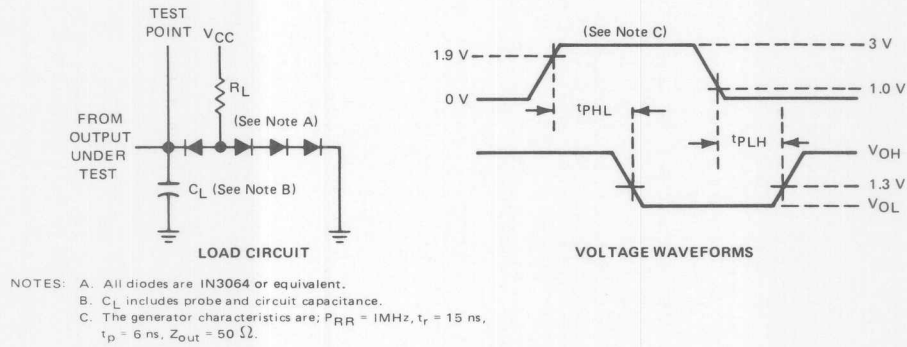 TEST
POINT
VCC
RL
(See Note A)
FROM
OUTPUT
UNDER
TEST
CL (See Note B)
LOAD CIRCUIT
(See Note C)
1.9 V
3 V
0 V
1.0 V
tPHL
tPLH
VOH
1.3 V
VOL
VOLTAGE WAVEFORMS
NOTES: A. All diodes are IN3064 or equivalent.
B. CL includes probe and circuit capacitance.
C. The generator characteristics are; PRR = IMHz, tr = 15 ns,
tp = 6 ns, Zout = 50 Ω.